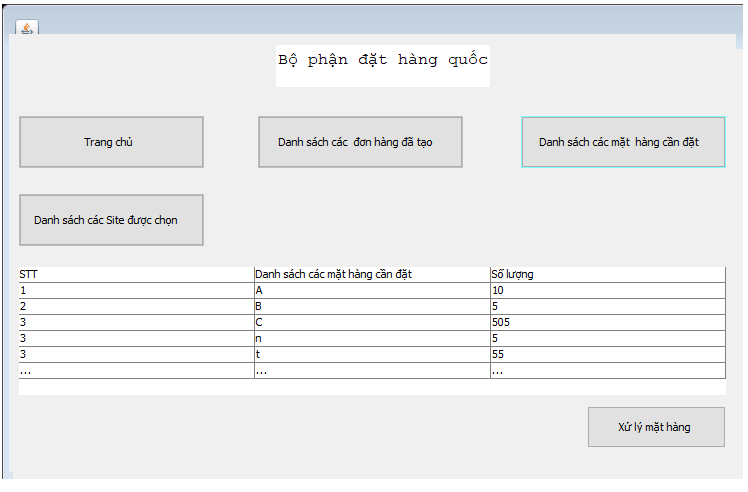 Bộ phận đặt hàng quốc
Trang chủ
Danh sách các đơn hàng đã tạo
Danh sách các mặt hàng cần đặt
Danh sách các Site được chọn
STT Danh sách các mặt hàng cần đặt Số lượng
1 A 10
2 B 5
3 C 505
3 n 5
3 t 55
... ... ...
Xử lý mặt hàng